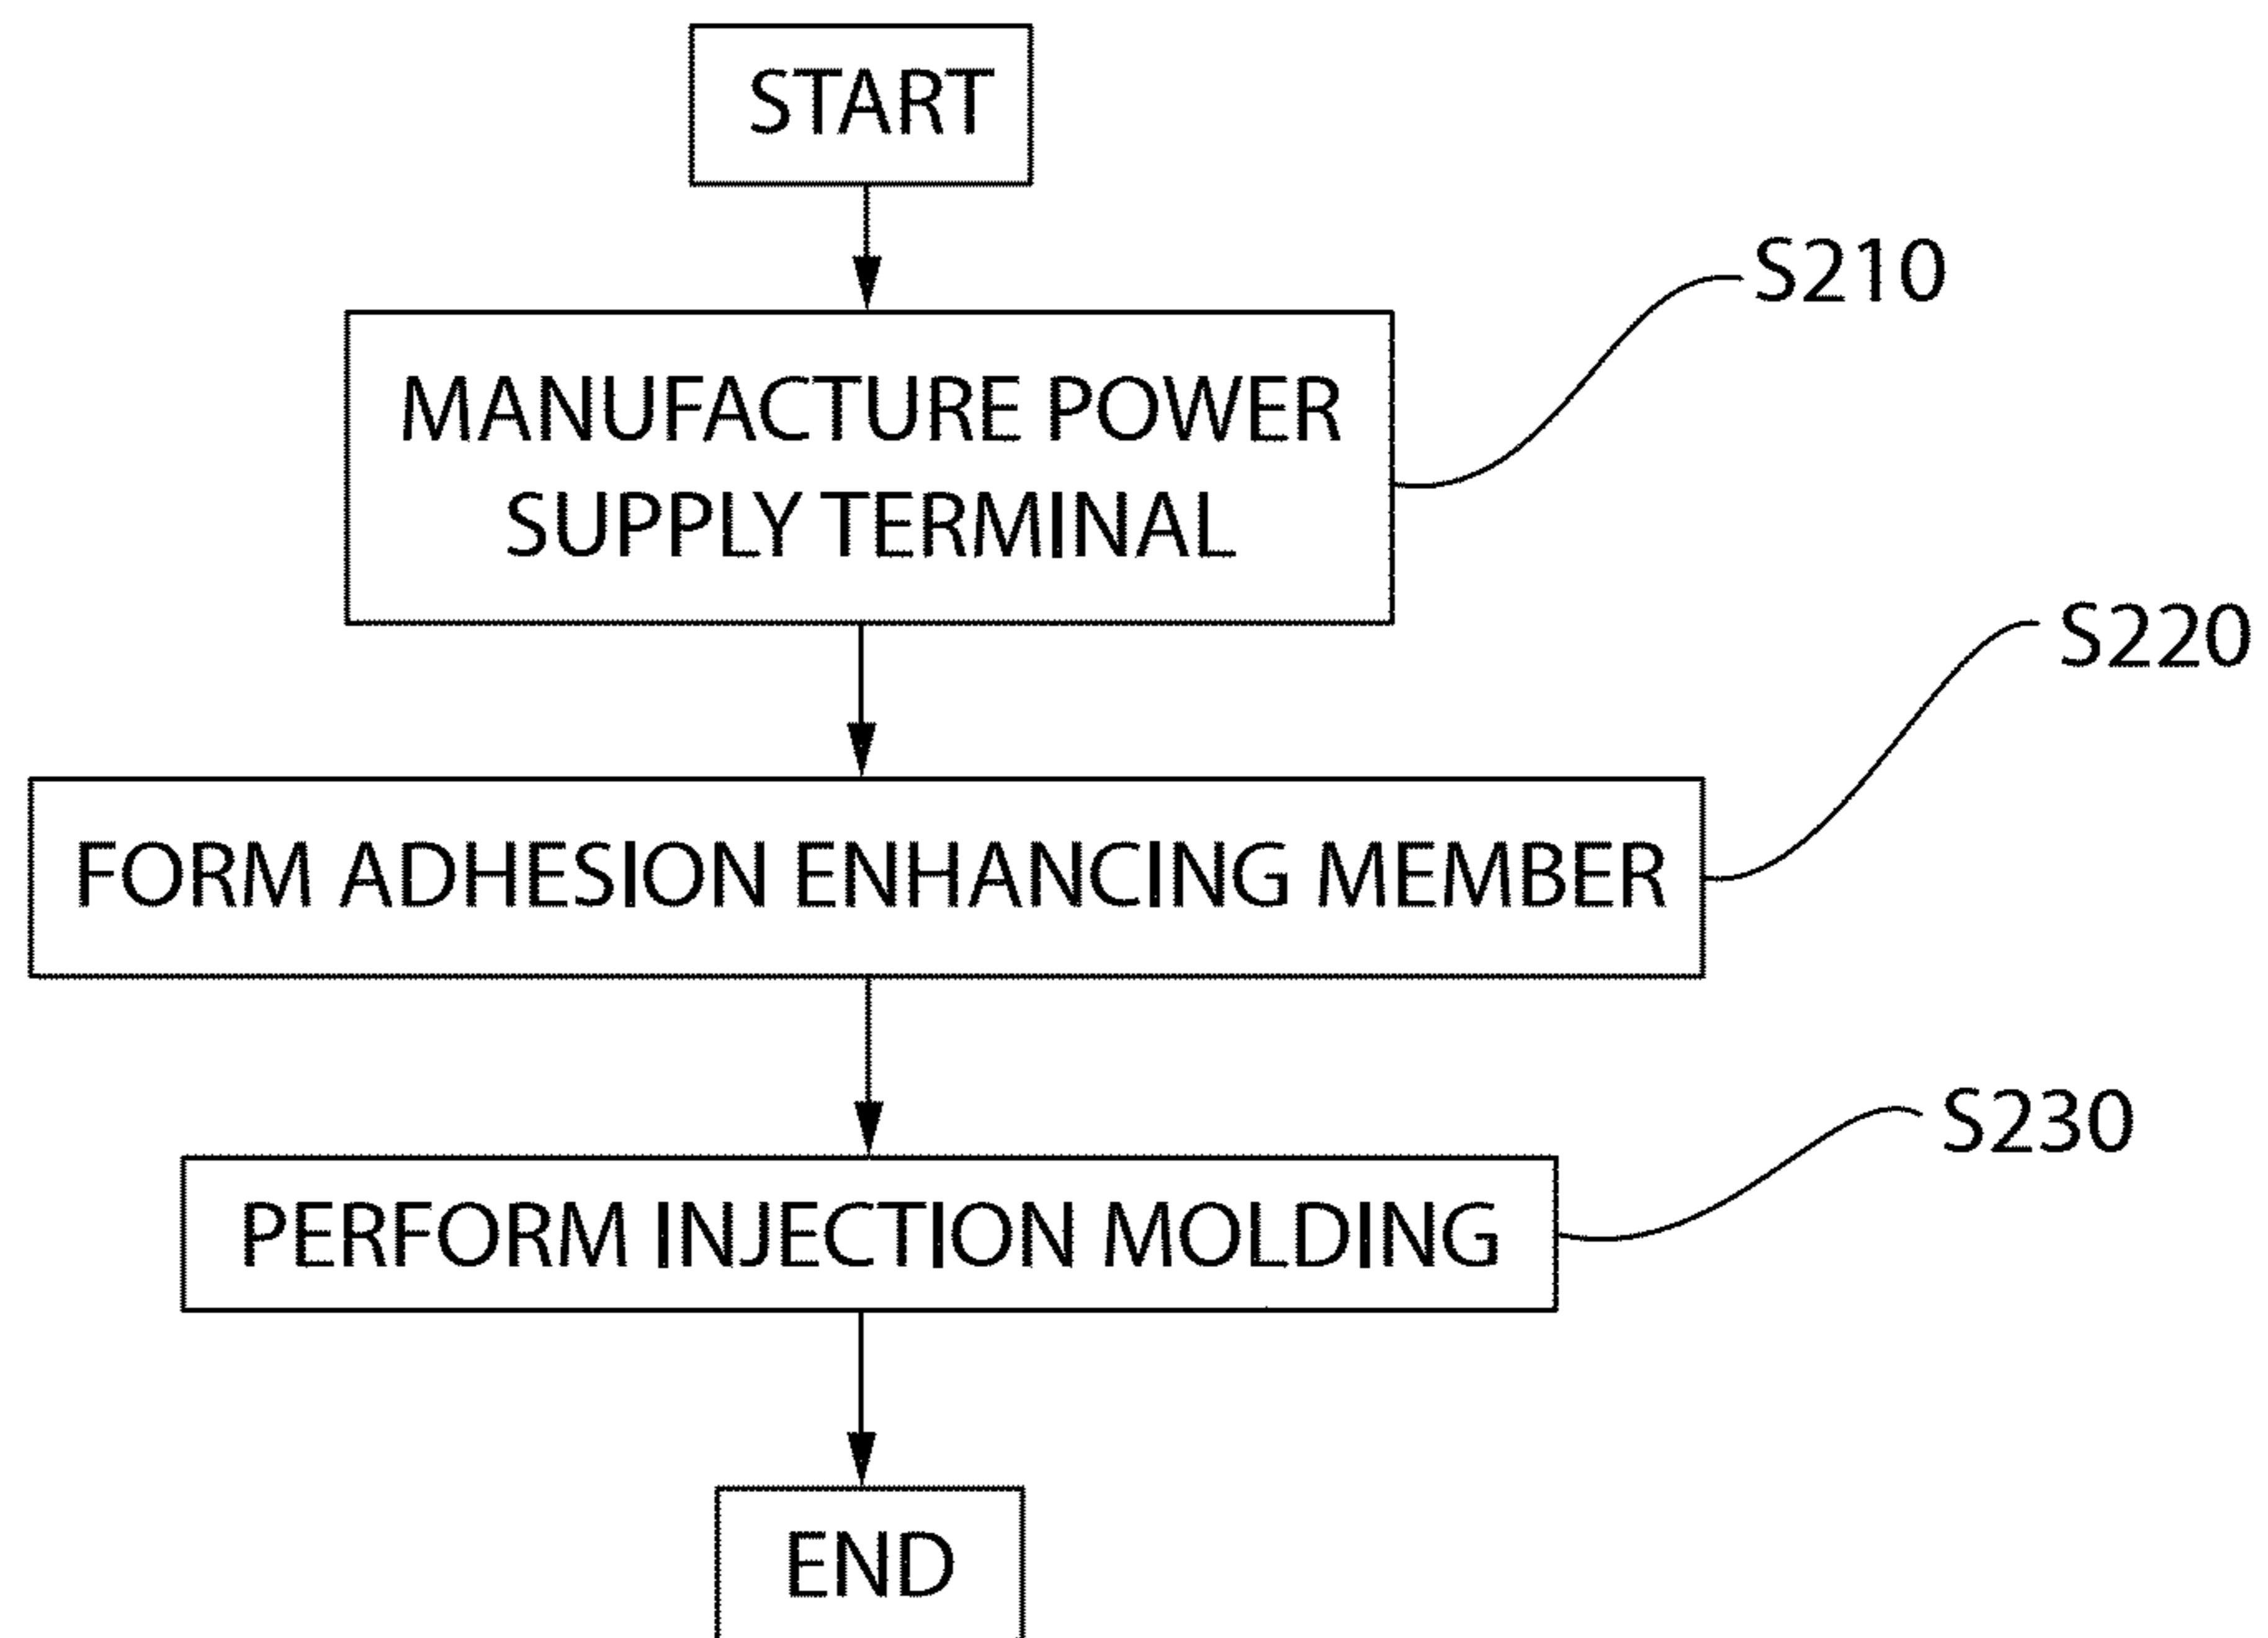 START
S210
MANUFACTURE POWER
SUPPLY TERMINAL
S220
FORM ADHESION ENHANCING MEMBER
S230
PERFORM INJECTION MOLDING
END